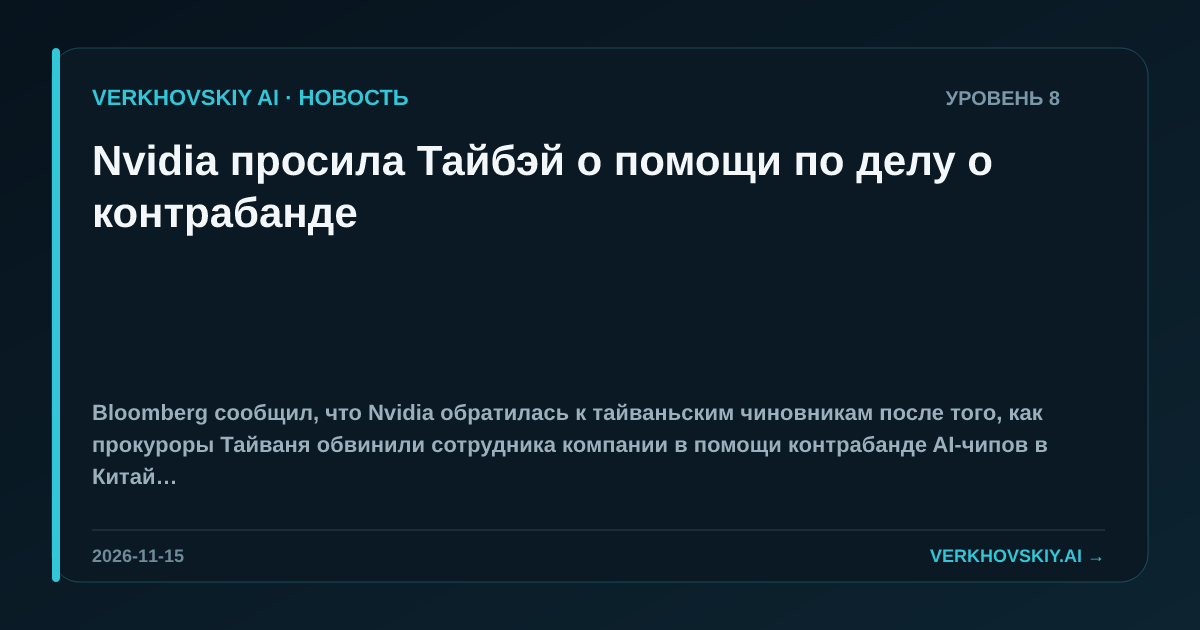 VERKHOVSKIY AI · НОВОСТЬ
УРОВЕНЬ 8
Nvidia просила Тайбэй о помощи по делу о
контрабанде
Bloomberg сообщил, что Nvidia обратилась к тайваньским чиновникам после того, как
прокуроры Тайваня обвинили сотрудника компании в помощи контрабанде AI-чипов в
Китай…
2026-11-15
VERKHOVSKIY.AI →